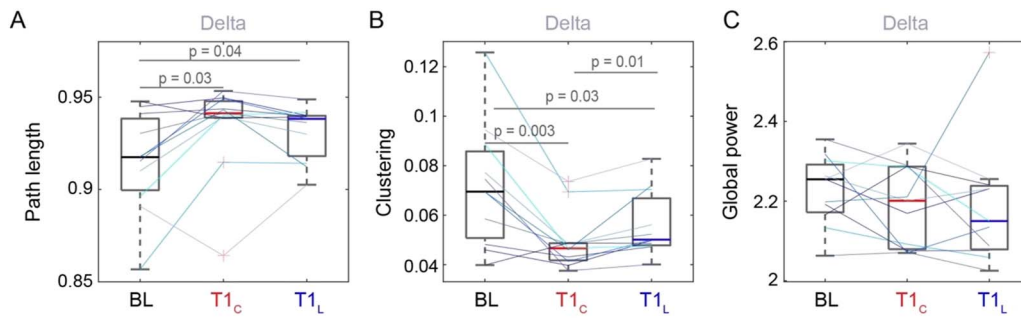 A
Delta
Path length
0.95
0.9
0.85
p = 0.04
p = 0.03
BL
T1C
T1L
B
Delta
Clustering
0.12
0.10
0.08
0.06
0.04
p = 0.01
p = 0.03
p = 0.003
BL
T1C
T1L
C
Delta
Global power
2.6
2.4
2.2
2
BL
T1C
T1L